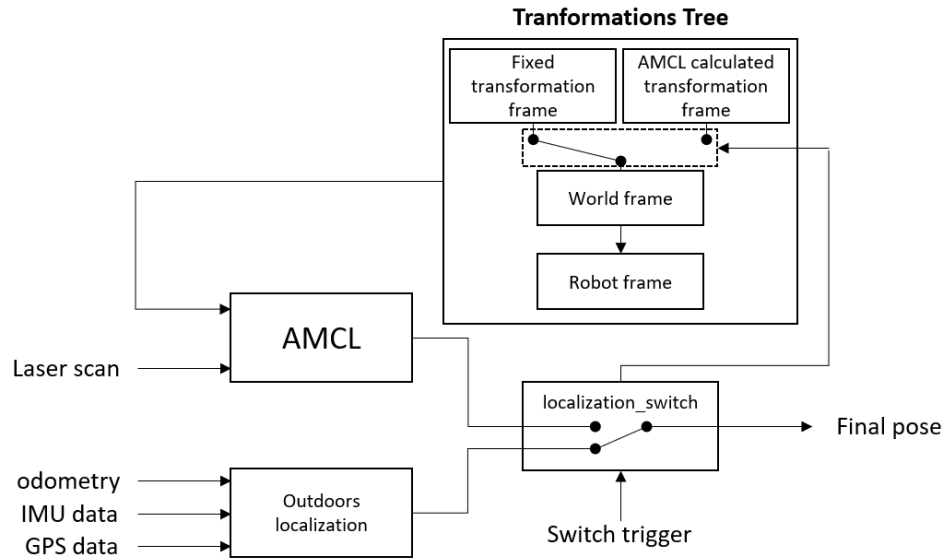 Tranformations Tree
Fixed
transformation
frame
AMCL calculated
transformation
frame
World frame
Robot frame
AMCL
Laser scan
localization_switch
Final pose
odometry
IMU data
GPS data
Outdoors
localization
Switch trigger